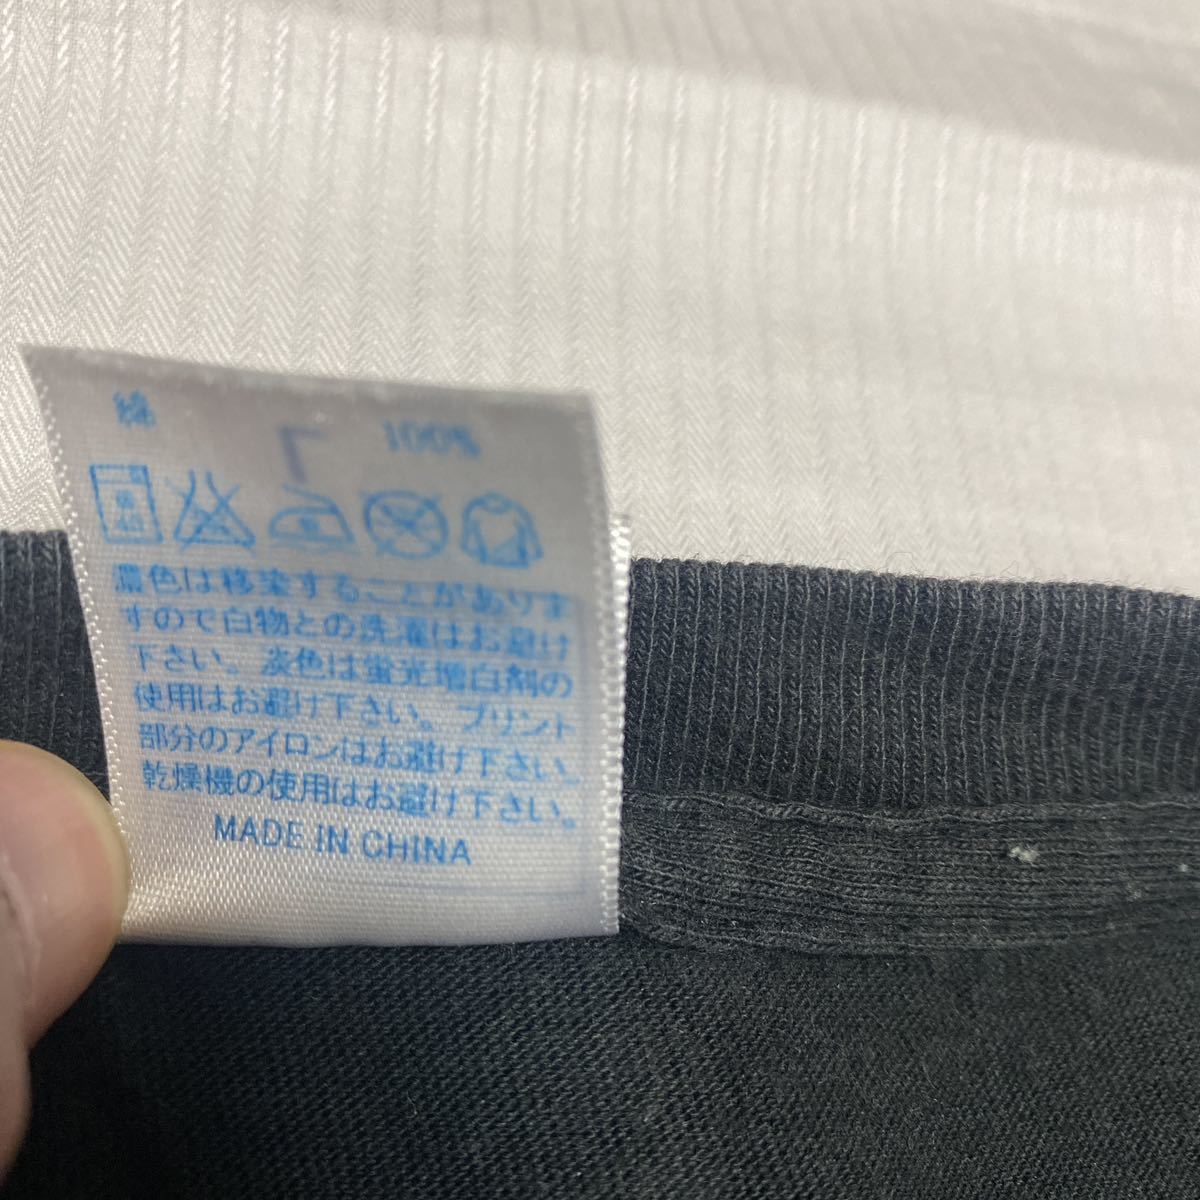 綿 100%
40
濃色は移染することがありま
すので白物との洗濯はお避け
下さい。淡色は蛍光増白剤の
使用はお避け下さい。プリント
部分のアイロンはお避け下さい。
乾燥機の使用はお避け下さい。
MADE IN CHINA